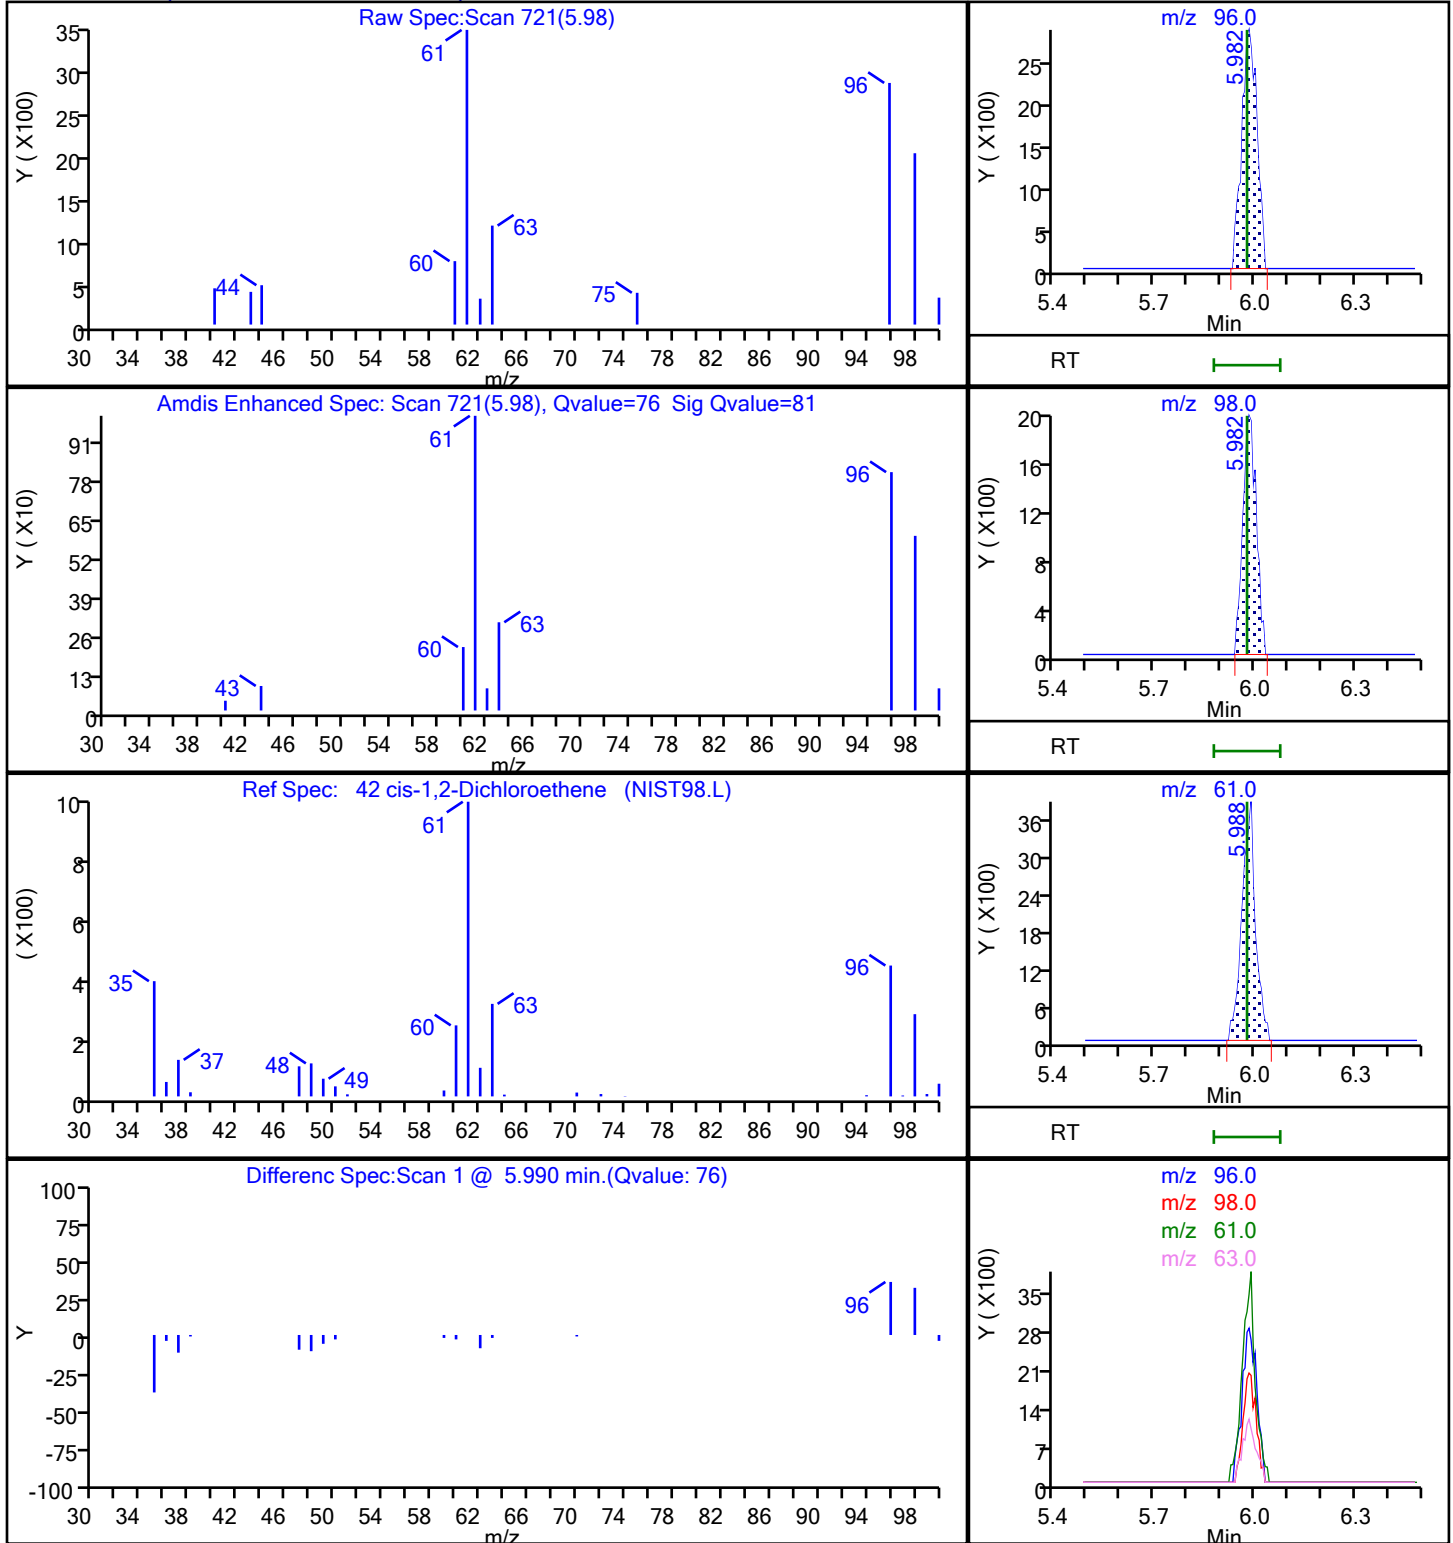 Raw Spec:Scan 721(5.98)
Y ( X100)
35
30
25
20
15
10
5
0
61
96
63
60
44
75
30 34 38 42 46 50 54 58 62 66 70 74 78 82 86 90 94 98
m/z
m/z 96.0
Y ( X100)
25
20
15
10
5
0
5.982
5.4 5.7 6.0 6.3
Min
RT
Amdis Enhanced Spec: Scan 721(5.98), Qvalue=76 Sig Qvalue=81
Y ( X10)
91
78
65
52
39
26
13
0
61
96
63
60
43
30 34 38 42 46 50 54 58 62 66 70 74 78 82 86 90 94 98
m/z
m/z 98.0
Y ( X100)
20
16
12
8
4
0
5.982
5.4 5.7 6.0 6.3
Min
RT
Ref Spec: 42 cis-1,2-Dichloroethene (NIST98.L)
( X100)
10
8
6
4
2
0
61
96
35
63
60
37
48
49
30 34 38 42 46 50 54 58 62 66 70 74 78 82 86 90 94 98
m/z 61.0
Y ( X100)
36
30
24
18
12
6
0
5.988
5.4 5.7 6.0 6.3
Min
RT
Differenc Spec:Scan 1 @ 5.990 min.(Qvalue: 76)
Y
100
75
50
25
0
-25
-50
-75
-100
96
30 34 38 42 46 50 54 58 62 66 70 74 78 82 86 90 94 98
m/z
m/z 96.0
m/z 98.0
m/z 61.0
m/z 63.0
Y ( X100)
35
28
21
14
7
0
5.4 5.7 6.0 6.3
Min